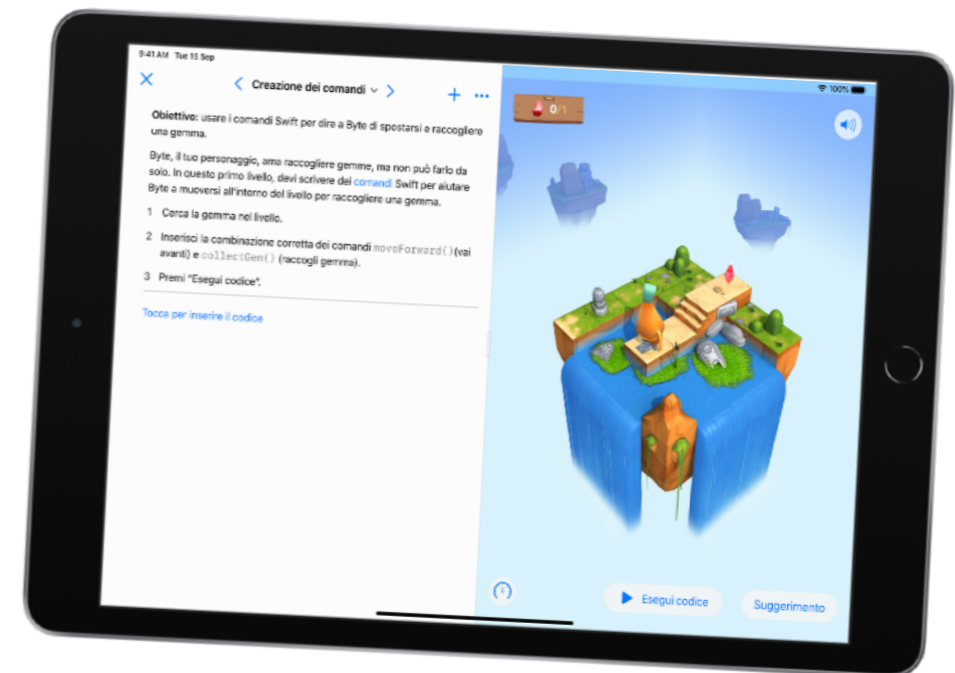 9:41 AM Tue 15 Sep
100%
Creazione dei comandi
0/1
Obiettivo: usare i comandi Swift per dire a Byte di spostarsi e raccogliere
una gemma.
Byte, il tuo personaggio, ama raccogliere gemme, ma non può farlo da
solo. In questo primo livello, devi scrivere dei comandi Swift per aiutare
Byte a muoversi all'interno del livello per raccogliere una gemma.
1 Cerca la gemma nel livello.
2 Inserisci la combinazione corretta dei comandi moveForward()(vai
avanti) e collectGem() (raccogli gemma).
3 Premi "Esegui codice".
Tocca per inserire il codice
Esegui codice
Suggerimento